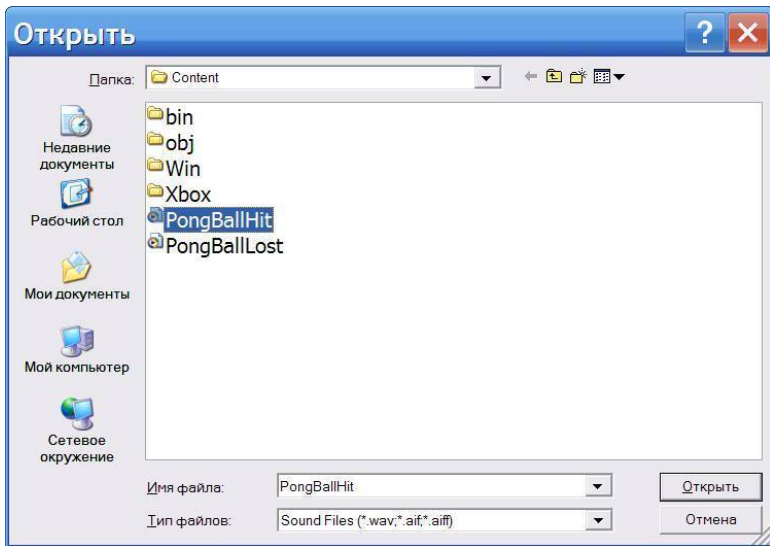 Открыть
Папка: Content
bin
obj
Win
Xbox
PongBallHit
PongBallLost
Недавние
документы
Рабочий стол
Мои документы
Мой компьютер
Сетевое
окружение
Имя файла: PongBallHit Открыть
Тип файлов: Sound Files (*.wav;*.aif;*.aiff) Отмена